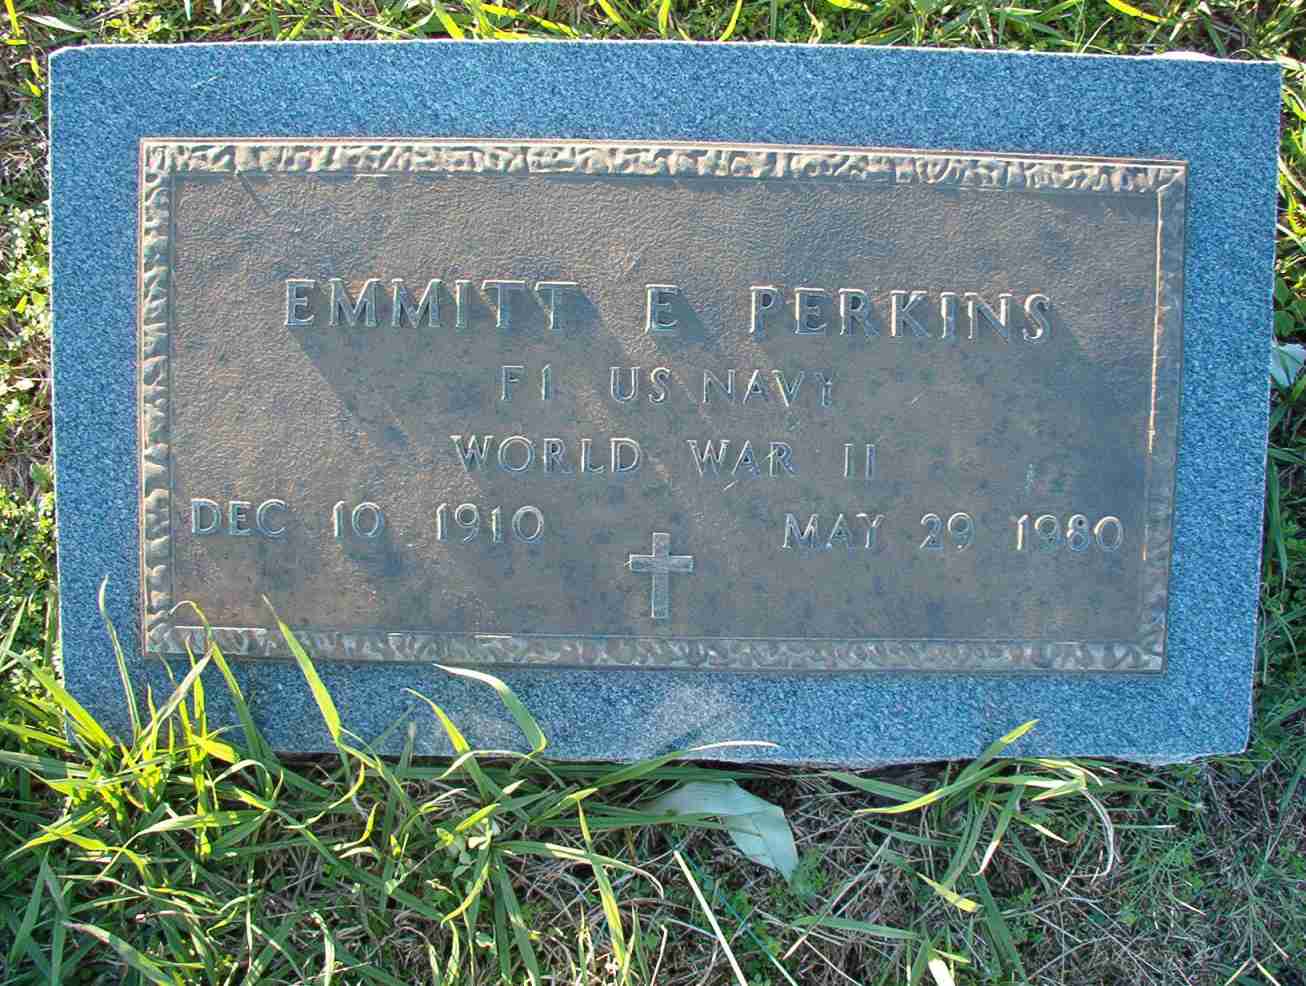 EMMITT E PERKINS
F1 US NAVY
WORLD WAR II
DEC 10 1910 MAY 29 1980